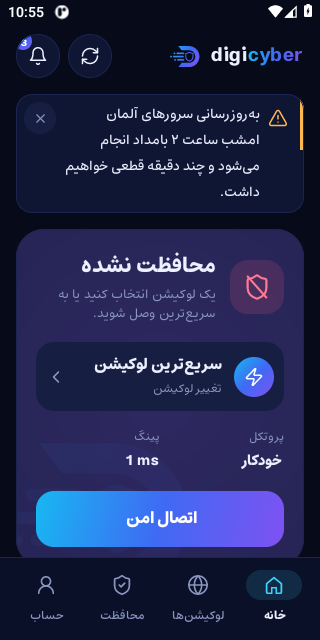 10:55
3
digicyber
به‌روزرسانی سرورهای آلمان
امشب ساعت ۲ بامداد انجام
می‌شود و چند دقیقه قطعی خواهیم
داشت.
محافظت نشده
یک لوکیشن انتخاب کنید یا به
سریع‌ترین وصل شوید.
سریع‌ترین لوکیشن
تغییر لوکیشن
پروتکل
پینگ
خودکار
1 ms
اتصال امن
خانه
لوکیشن‌ها
محافظت
حساب